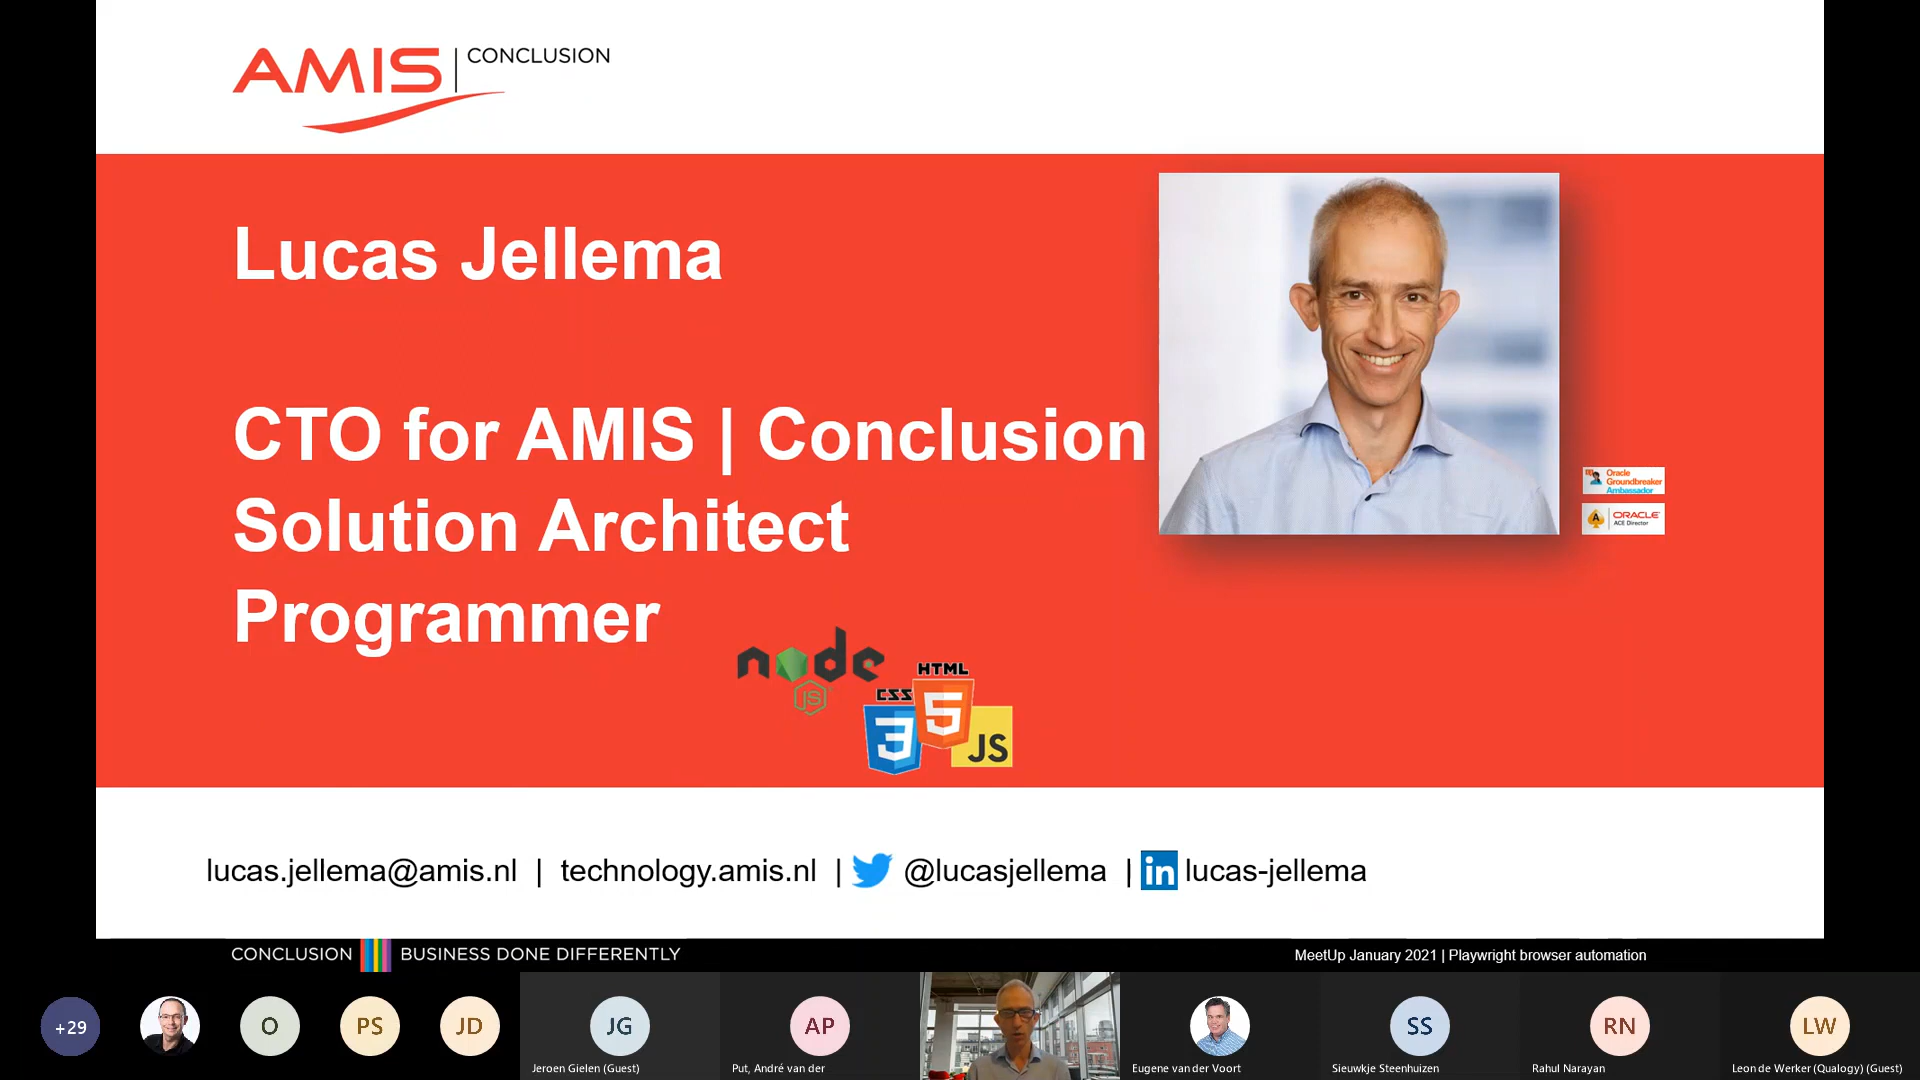 AMIS | CONCLUSION
Lucas Jellema
CTO for AMIS | Conclusion
Solution Architect
Programmer
Oracle
Groundbreaker
Ambassador
A ORACLE
ACE Director
node
JS
HTML
CSS
5
3
JS
lucas.jellema@amis.nl | technology.amis.nl | @lucasjellema | in lucas-jellema
CONCLUSION BUSINESS DONE DIFFERENTLY
MeetUp January 2021 | Playwright browser automation
+29
O
PS
JD
JG
AP
SS
RN
LW
Jeroen Gielen (Guest)
Put, André van der
Eugene van der Voort
Sieuwkje Steenhuizen
Rahul Narayan
Leon de Werker (Qualogy) (Guest)